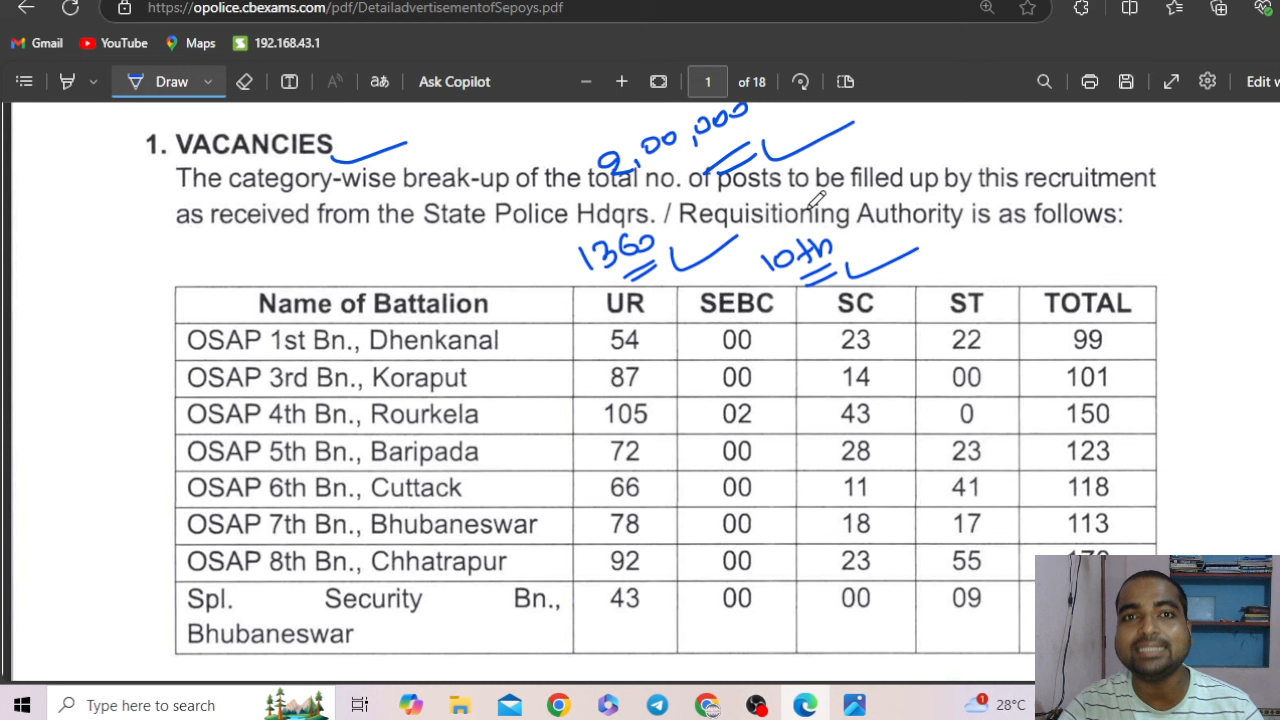 https://opolice.cbexams.com/pdf/DetailadvertisementofSepoys.pdf
Gmail YouTube Maps 192.168.43.1
Draw aあ Ask Copilot 1 of 18 Edit w
2,00,000
1. VACANCIES
The category-wise break-up of the total no. of posts to be filled up by this recruitment
as received from the State Police Hdqrs. / Requisitioning Authority is as follows:
1360 10th
Name of Battalion UR SEBC SC ST TOTAL
OSAP 1st Bn., Dhenkanal 54 00 23 22 99
OSAP 3rd Bn., Koraput 87 00 14 00 101
OSAP 4th Bn., Rourkela 105 02 43 0 150
OSAP 5th Bn., Baripada 72 00 28 23 123
OSAP 6th Bn., Cuttack 66 00 11 41 118
OSAP 7th Bn., Bhubaneswar 78 00 18 17 113
OSAP 8th Bn., Chhatrapur 92 00 23 55
Spl. Security Bn., 43 00 00 09
Bhubaneswar
Type here to search 1 28°C